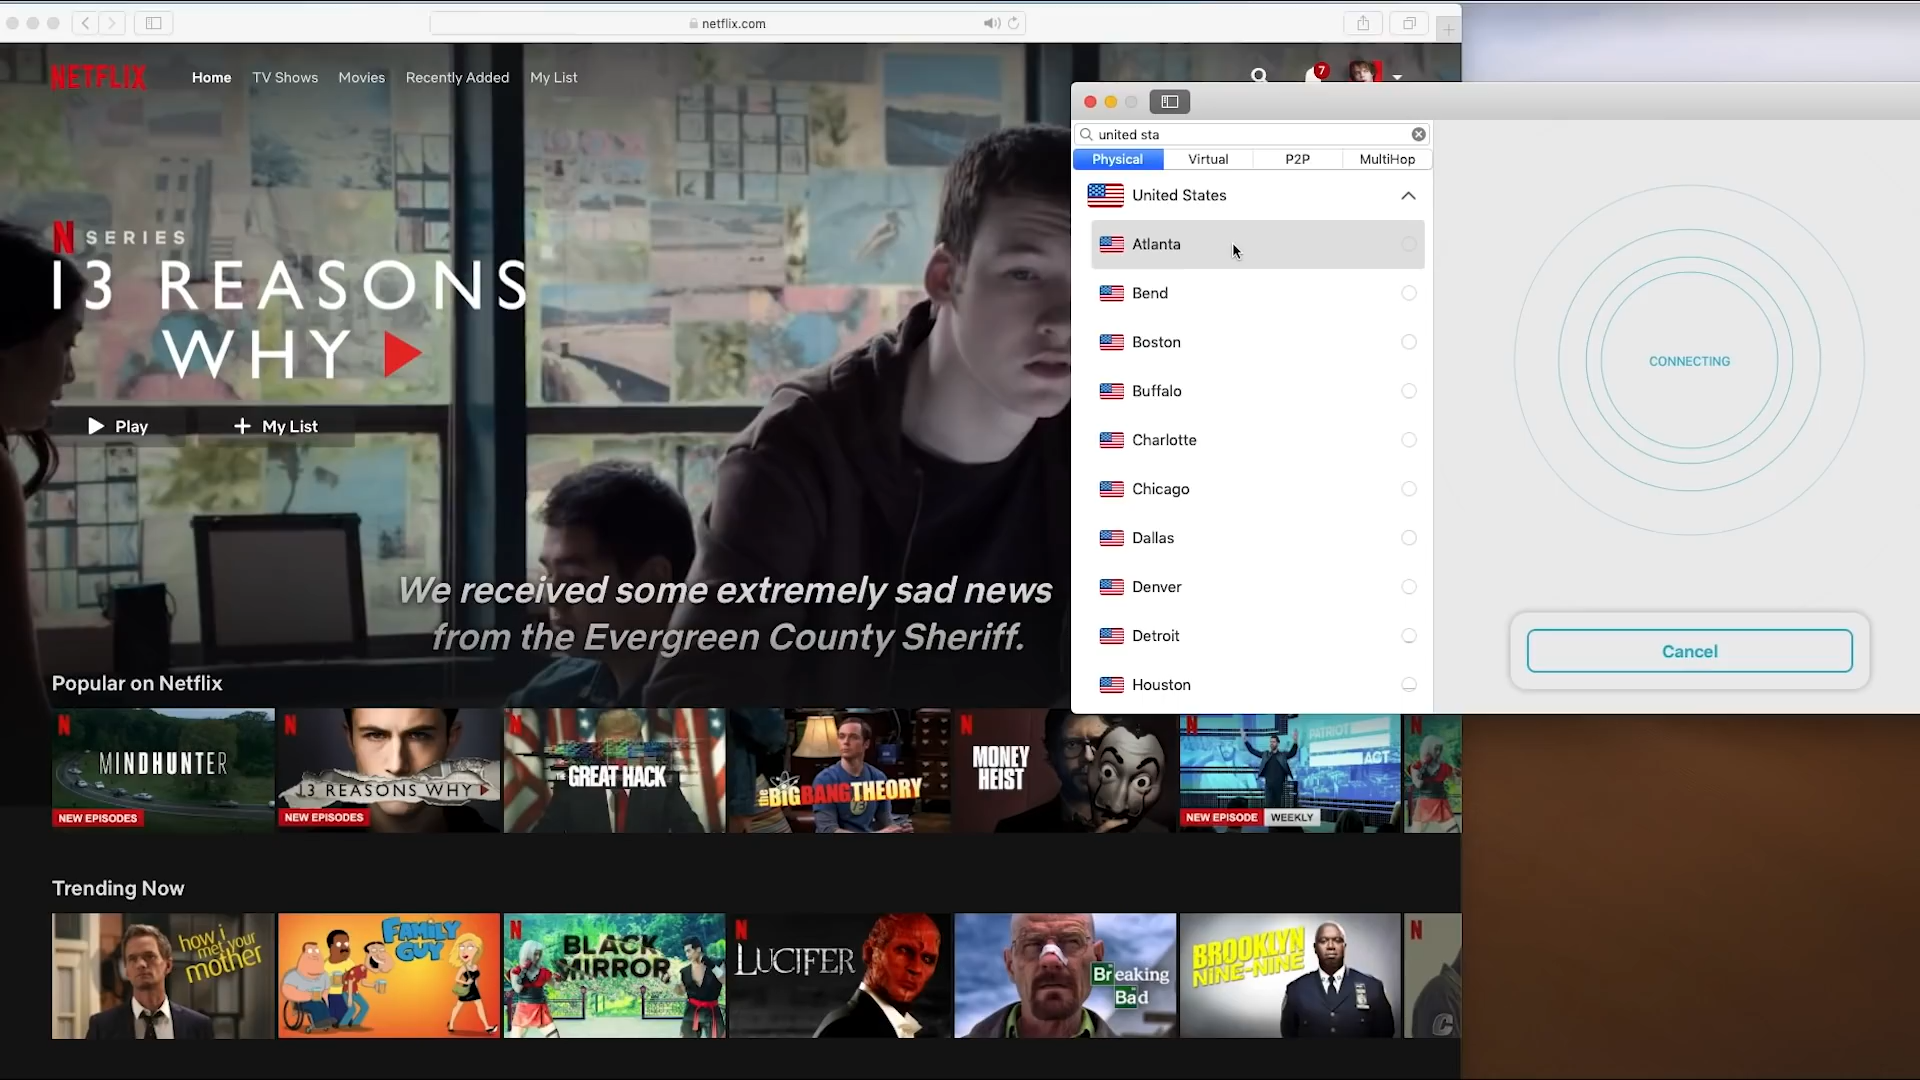 netflix.com
NETFLIX
Home
TV Shows
Movies
Recently Added
My List
7
N SERIES
13 REASONS
WHY
Play
My List
We received some extremely sad news
from the Evergreen County Sheriff.
united sta
Physical
Virtual
P2P
MultiHop
United States
Atlanta
Bend
Boston
Buffalo
Charlotte
Chicago
Dallas
Denver
Detroit
Houston
CONNECTING
Cancel
Popular on Netflix
N
MINDHUNTER
NEW EPISODES
N
13 REASONS WHY
NEW EPISODES
N
THE GREAT HACK
the BIG BANG THEORY
N
MONEY
HEIST
N
PATRIOT
ACT
NEW EPISODE
WEEKLY
Trending Now
how i
met your
mother
FAMILY
GUY
N
BLACK
MIRROR
N
LUCIFER
Breaking
Bad
BROOKLYN
NINE-NINE
N
C